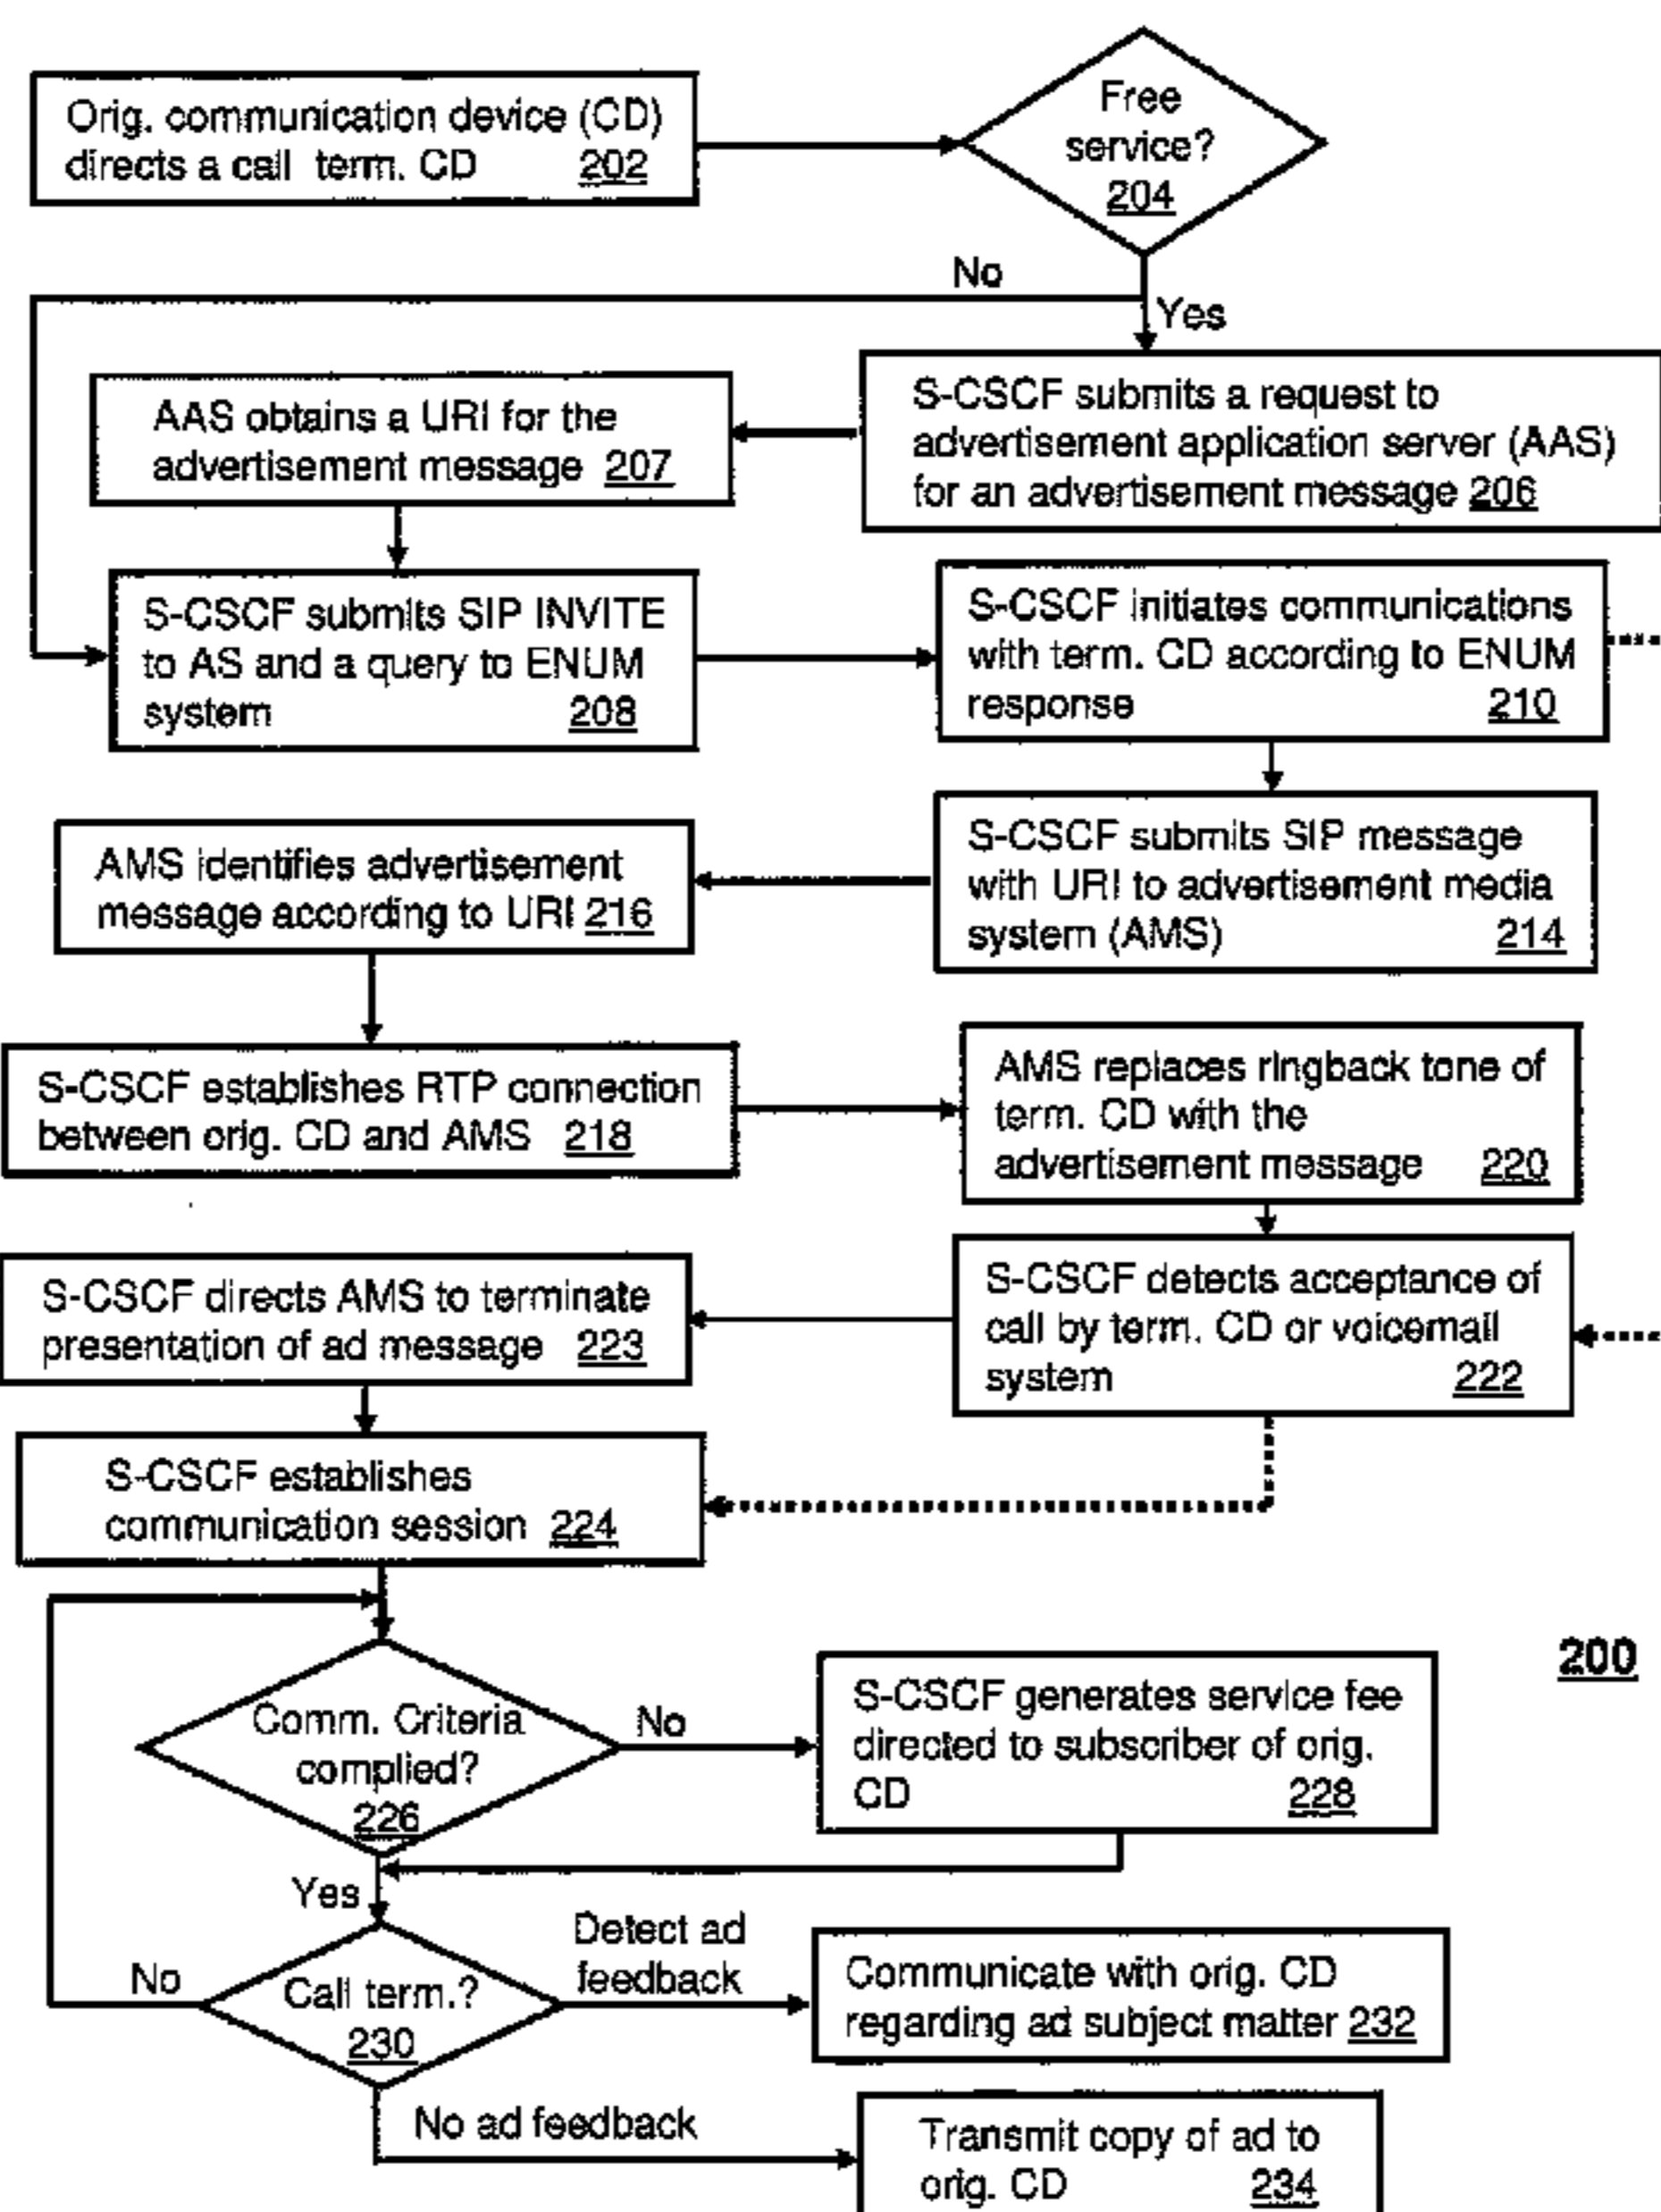 Orig. communication device (CD)
directs a call term. CD 202
Free
service?
204
No
Yes
AAS obtains a URI for the
advertisement message 207
S-CSCF submits a request to
advertisement application server (AAS)
for an advertisement message 206
S-CSCF submits SIP INVITE
to AS and a query to ENUM
system 208
S-CSCF initiates communications
with term. CD according to ENUM
response 210
AMS identifies advertisement
message according to URI 216
S-CSCF submits SIP message
with URI to advertisement media
system (AMS) 214
S-CSCF establishes RTP connection
between orig. CD and AMS 218
AMS replaces ringback tone of
term. CD with the
advertisement message 220
S-CSCF directs AMS to terminate
presentation of ad message 223
S-CSCF detects acceptance of
call by term. CD or voicemail
system 222
S-CSCF establishes
communication session 224
200
Comm. Criteria
complied?
226
No
S-CSCF generates service fee
directed to subscriber of orig.
CD 228
Yes
No
Call term.?
230
Detect ad
feedback
Communicate with orig. CD
regarding ad subject matter 232
No ad feedback
Transmit copy of ad to
orig. CD 234